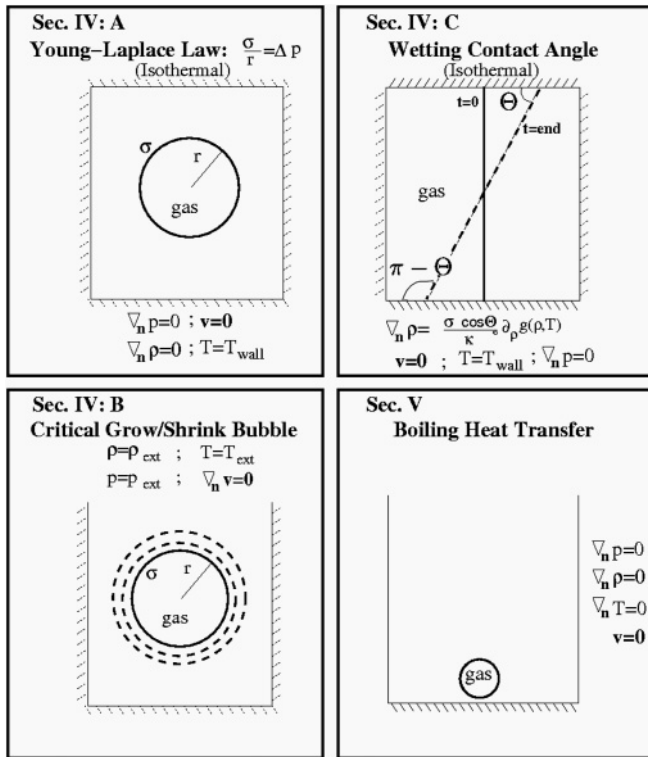 Sec. IV: A
Young–Laplace Law: σ/r =Δ p
(Isothermal)
σ
r
gas
∇n p=0 ; v=0
∇n ρ=0 ; T=Twall
Sec. IV: C
Wetting Contact Angle
(Isothermal)
t=0
Θ
t=end
gas
π − Θ
∇n ρ= σ cosΘ/κ ∂ρ g(ρ,T)
v=0 ; T=Twall ; ∇n p=0
Sec. IV: B
Critical Grow/Shrink Bubble
ρ=ρext ; T=Text
p=pext ; ∇n v=0
σ
r
gas
Sec. V
Boiling Heat Transfer
∇n p=0
∇n ρ=0
∇n T=0
v=0
gas